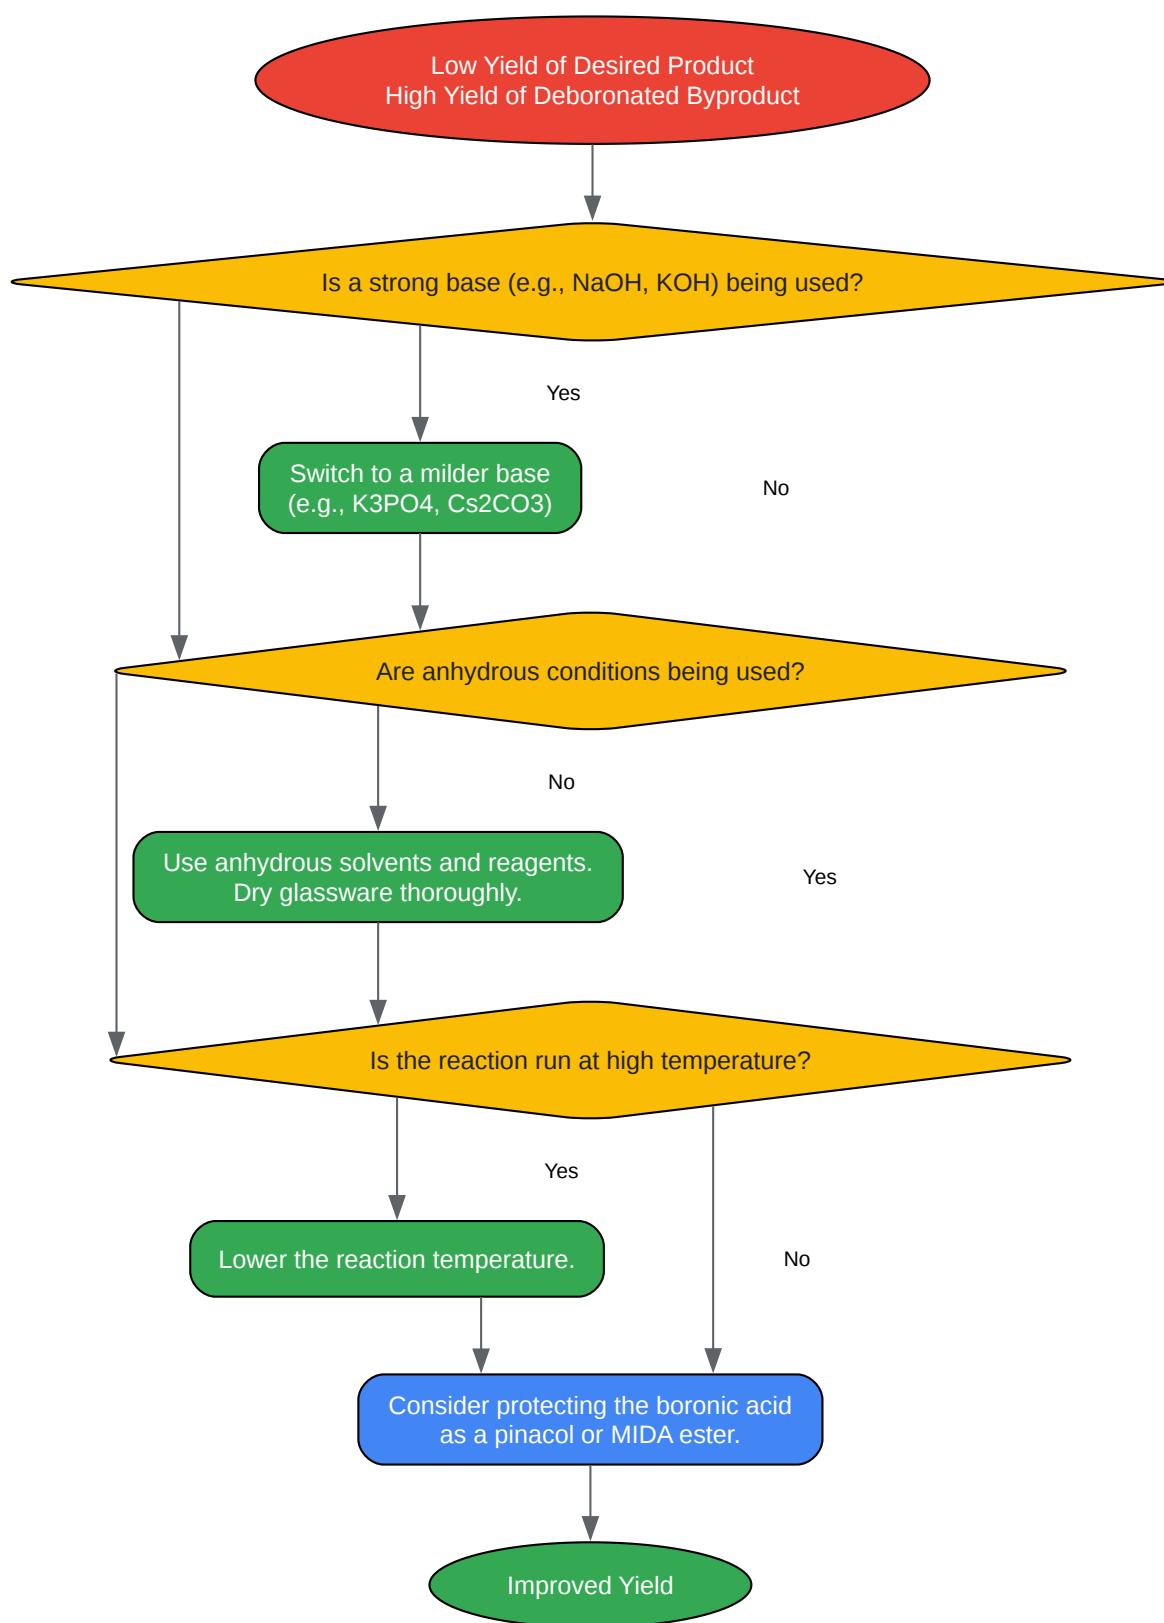 Low Yield of Desired Product
High Yield of Deboronated Byproduct
Is a strong base (e.g., NaOH, KOH) being used?
Yes
Switch to a milder base
(e.g., K3PO4, Cs2CO3)
No
Are anhydrous conditions being used?
No
Use anhydrous solvents and reagents.
Dry glassware thoroughly.
Yes
Is the reaction run at high temperature?
Yes
Lower the reaction temperature.
No
Consider protecting the boronic acid
as a pinacol or MIDA ester.
Improved Yield